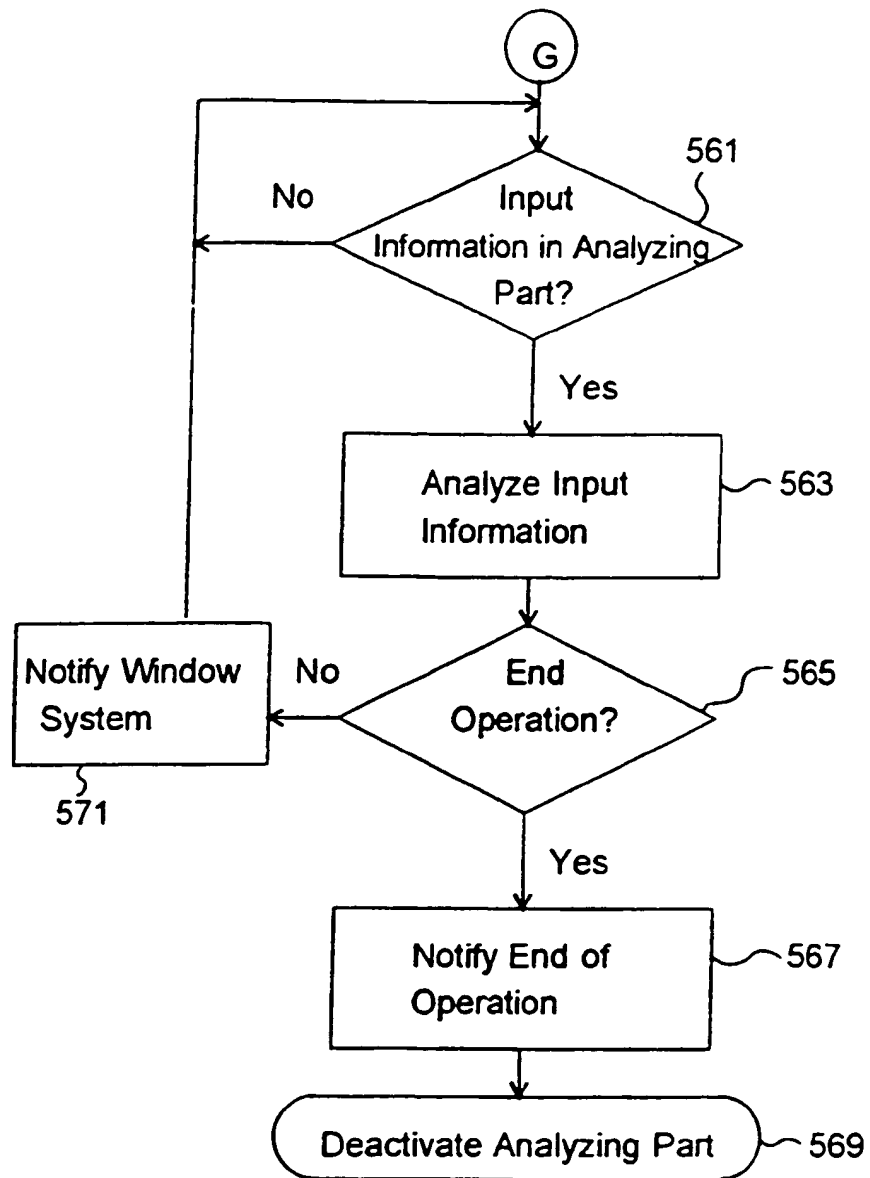 G
561
No
Input
Information in Analyzing
Part?
Yes
Analyze Input
Information
563
Notify Window
System
No
End
Operation?
565
571
Yes
Notify End of
Operation
567
Deactivate Analyzing Part
569